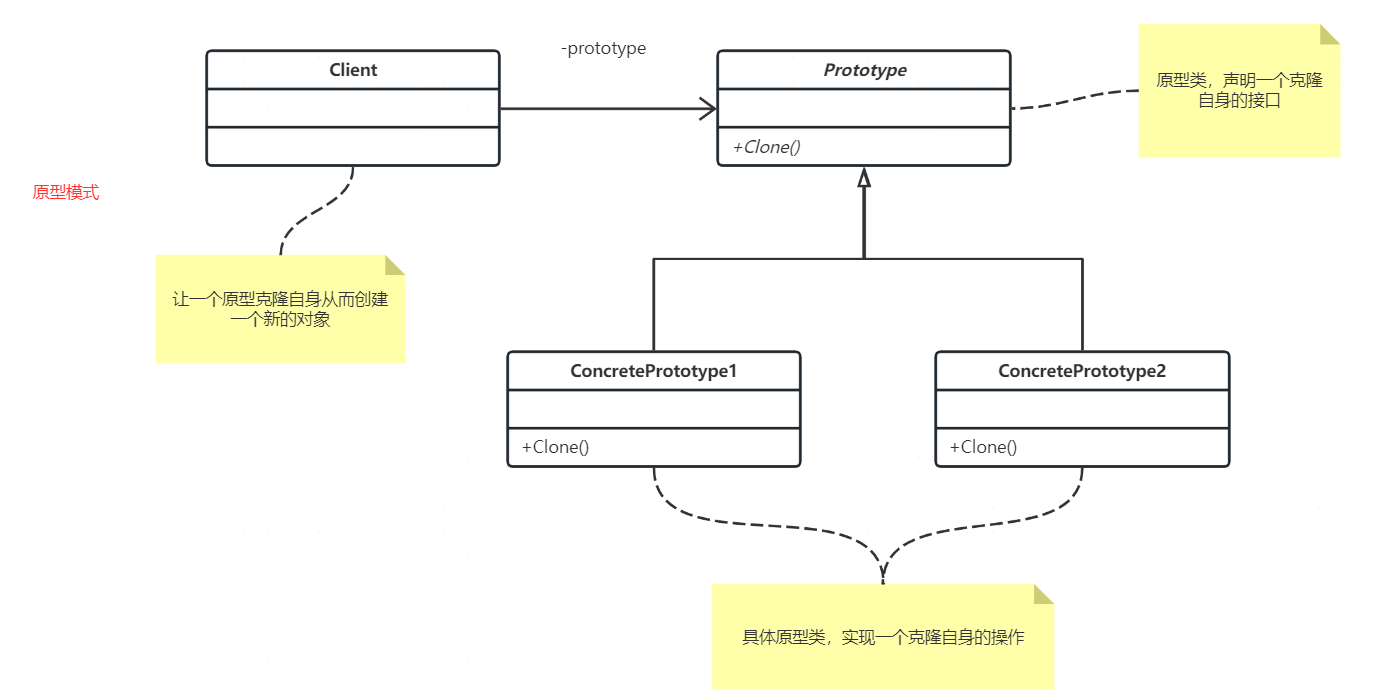 -prototype
Client
Prototype
+Clone()
原型类，声明一个克隆
自身的接口
原型模式
让一个原型克隆自身从而创建
一个新的对象
ConcretePrototype1
+Clone()
ConcretePrototype2
+Clone()
具体原型类，实现一个克隆自身的操作